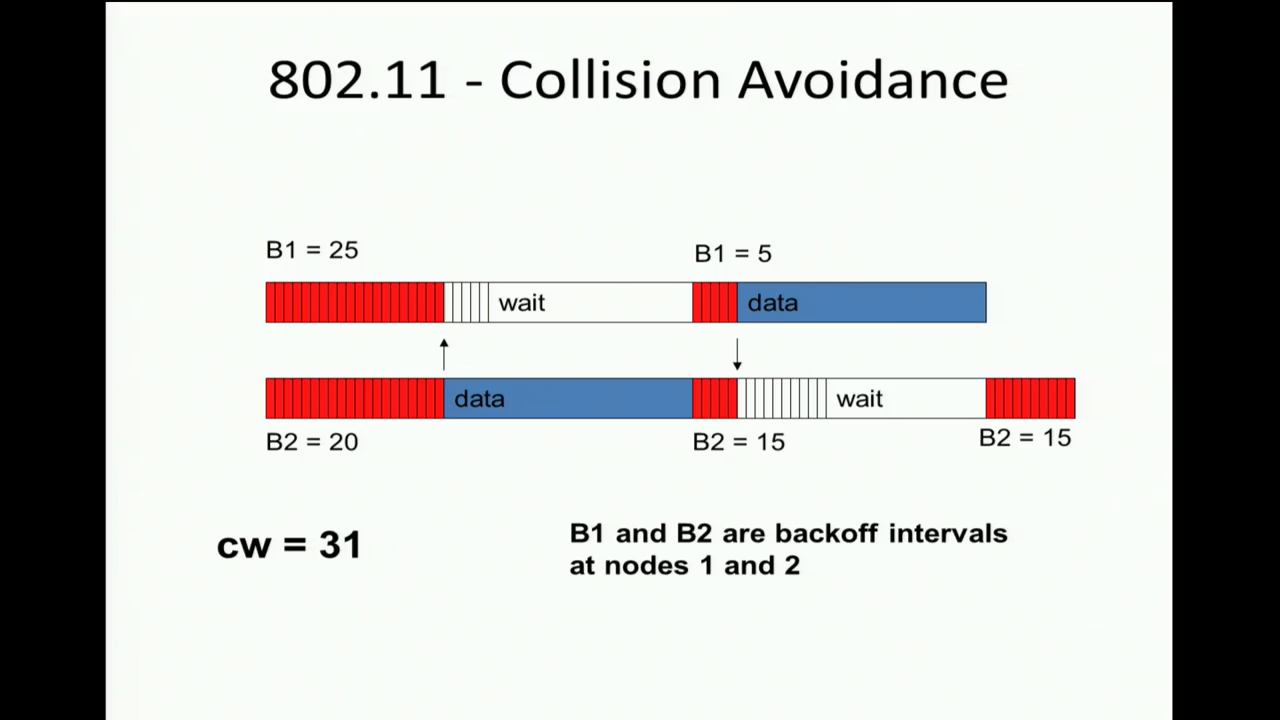 802.11 - Collision Avoidance
B1 = 25
B1 = 5
wait
data
data
wait
B2 = 20
B2 = 15
B2 = 15
cw = 31
B1 and B2 are backoff intervals
at nodes 1 and 2